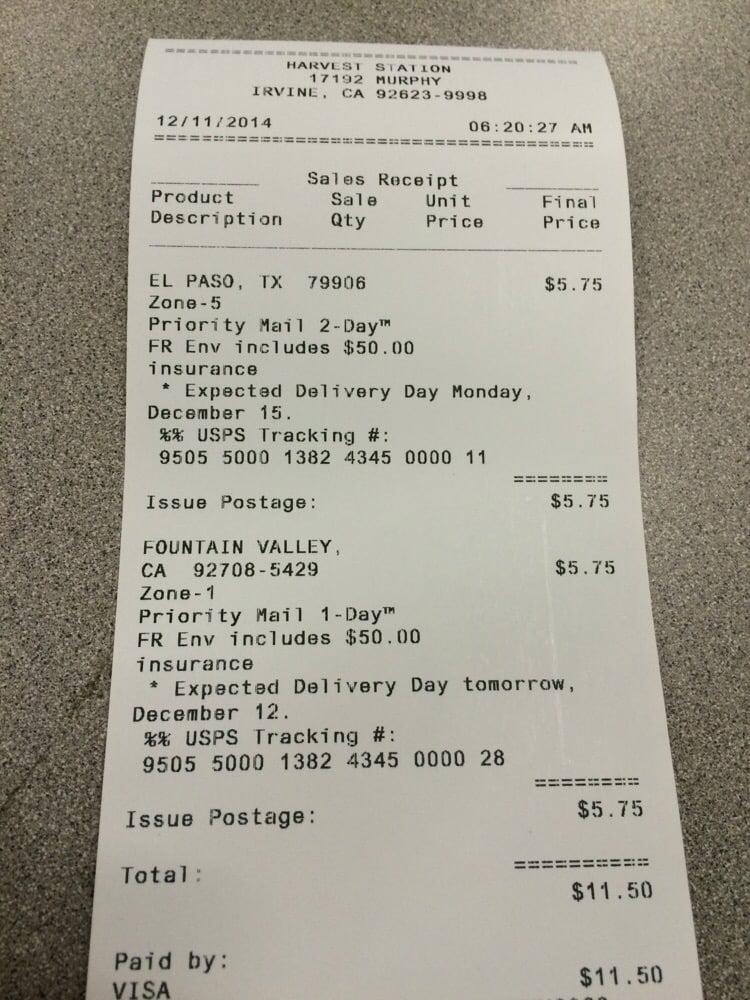 ================================
HARVEST STATION
17192 MURPHY
IRVINE, CA 92623-9998
12/11/2014 06:20:27 AM
========================================
Sales Receipt
Product Sale Unit Final
Description Qty Price Price
EL PASO, TX 79906 $5.75
Zone-5
Priority Mail 2-Day™
FR Env includes $50.00
insurance
* Expected Delivery Day Monday,
December 15.
%% USPS Tracking #:
9505 5000 1382 4345 0000 11
========
Issue Postage: $5.75
FOUNTAIN VALLEY,
CA 92708-5429 $5.75
Zone-1
Priority Mail 1-Day™
FR Env includes $50.00
insurance
* Expected Delivery Day tomorrow,
December 12.
%% USPS Tracking #:
9505 5000 1382 4345 0000 28
=========
Issue Postage: $5.75
==========
Total: $11.50
Paid by:
VISA $11.50